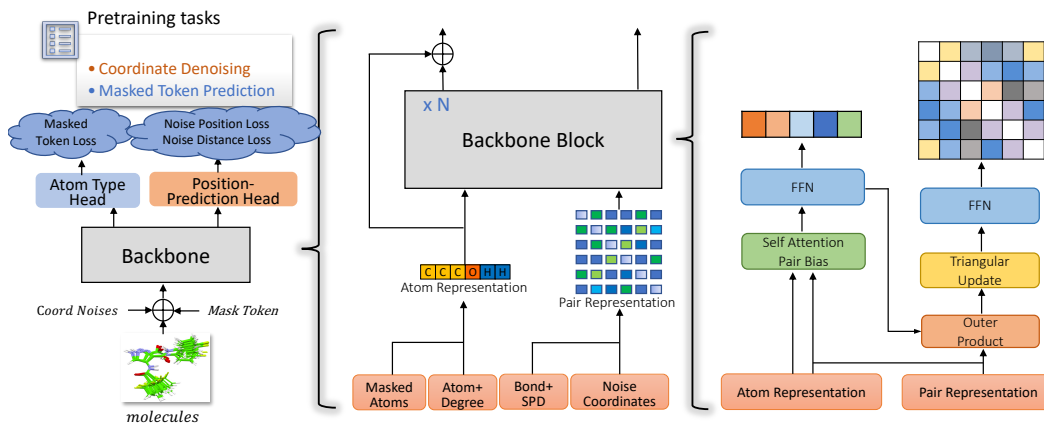 Pretraining tasks
• Coordinate Denoising
• Masked Token Prediction
Masked
Token Loss
Noise Position Loss
Noise Distance Loss
Atom Type
Head
Position-
Prediction Head
Backbone
Coord Noises
Mask Token
molecules
x N
Backbone Block
C C C O H H
Atom Representation
Pair Representation
Masked
Atoms
Atom+
Degree
Bond+
SPD
Noise
Coordinates
FFN
FFN
Self Attention
Pair Bias
Triangular
Update
Outer
Product
Atom Representation
Pair Representation